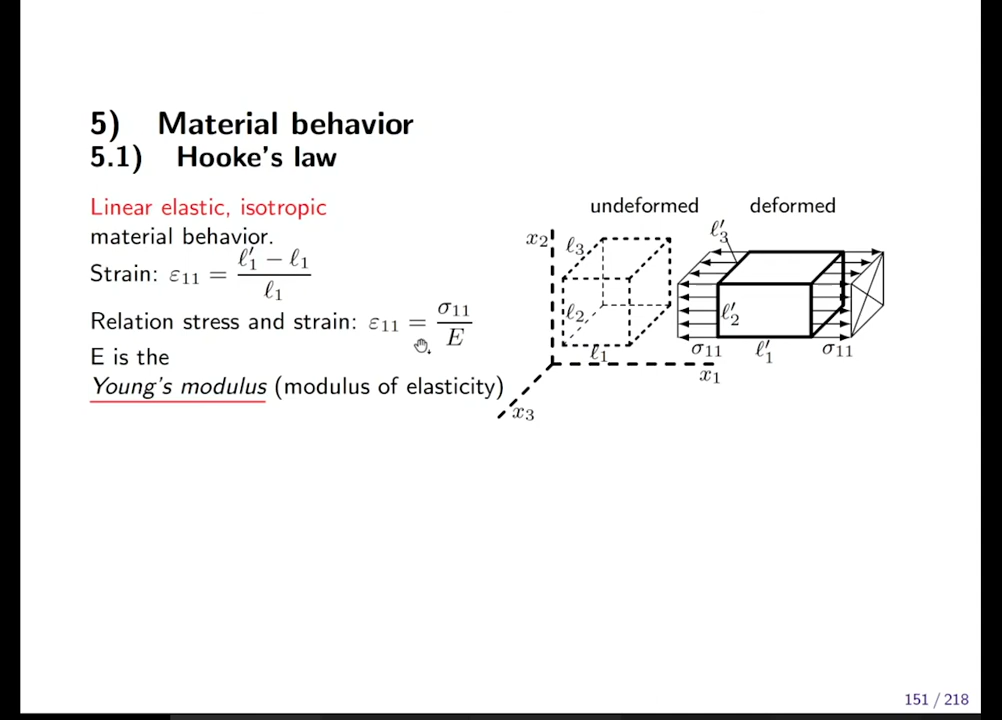 5) Material behavior
5.1) Hooke's law
Linear elastic, isotropic
material behavior.
Strain: ε₁₁ = (ℓ′₁ − ℓ₁) / ℓ₁
Relation stress and strain: ε₁₁ = σ₁₁ / E
E is the
Young's modulus (modulus of elasticity)
undeformed deformed
x₂ ℓ₃ ℓ′₃
ℓ₂ ℓ′₂
ℓ₁ σ₁₁ ℓ′₁ σ₁₁
x₁
x₃
151 / 218